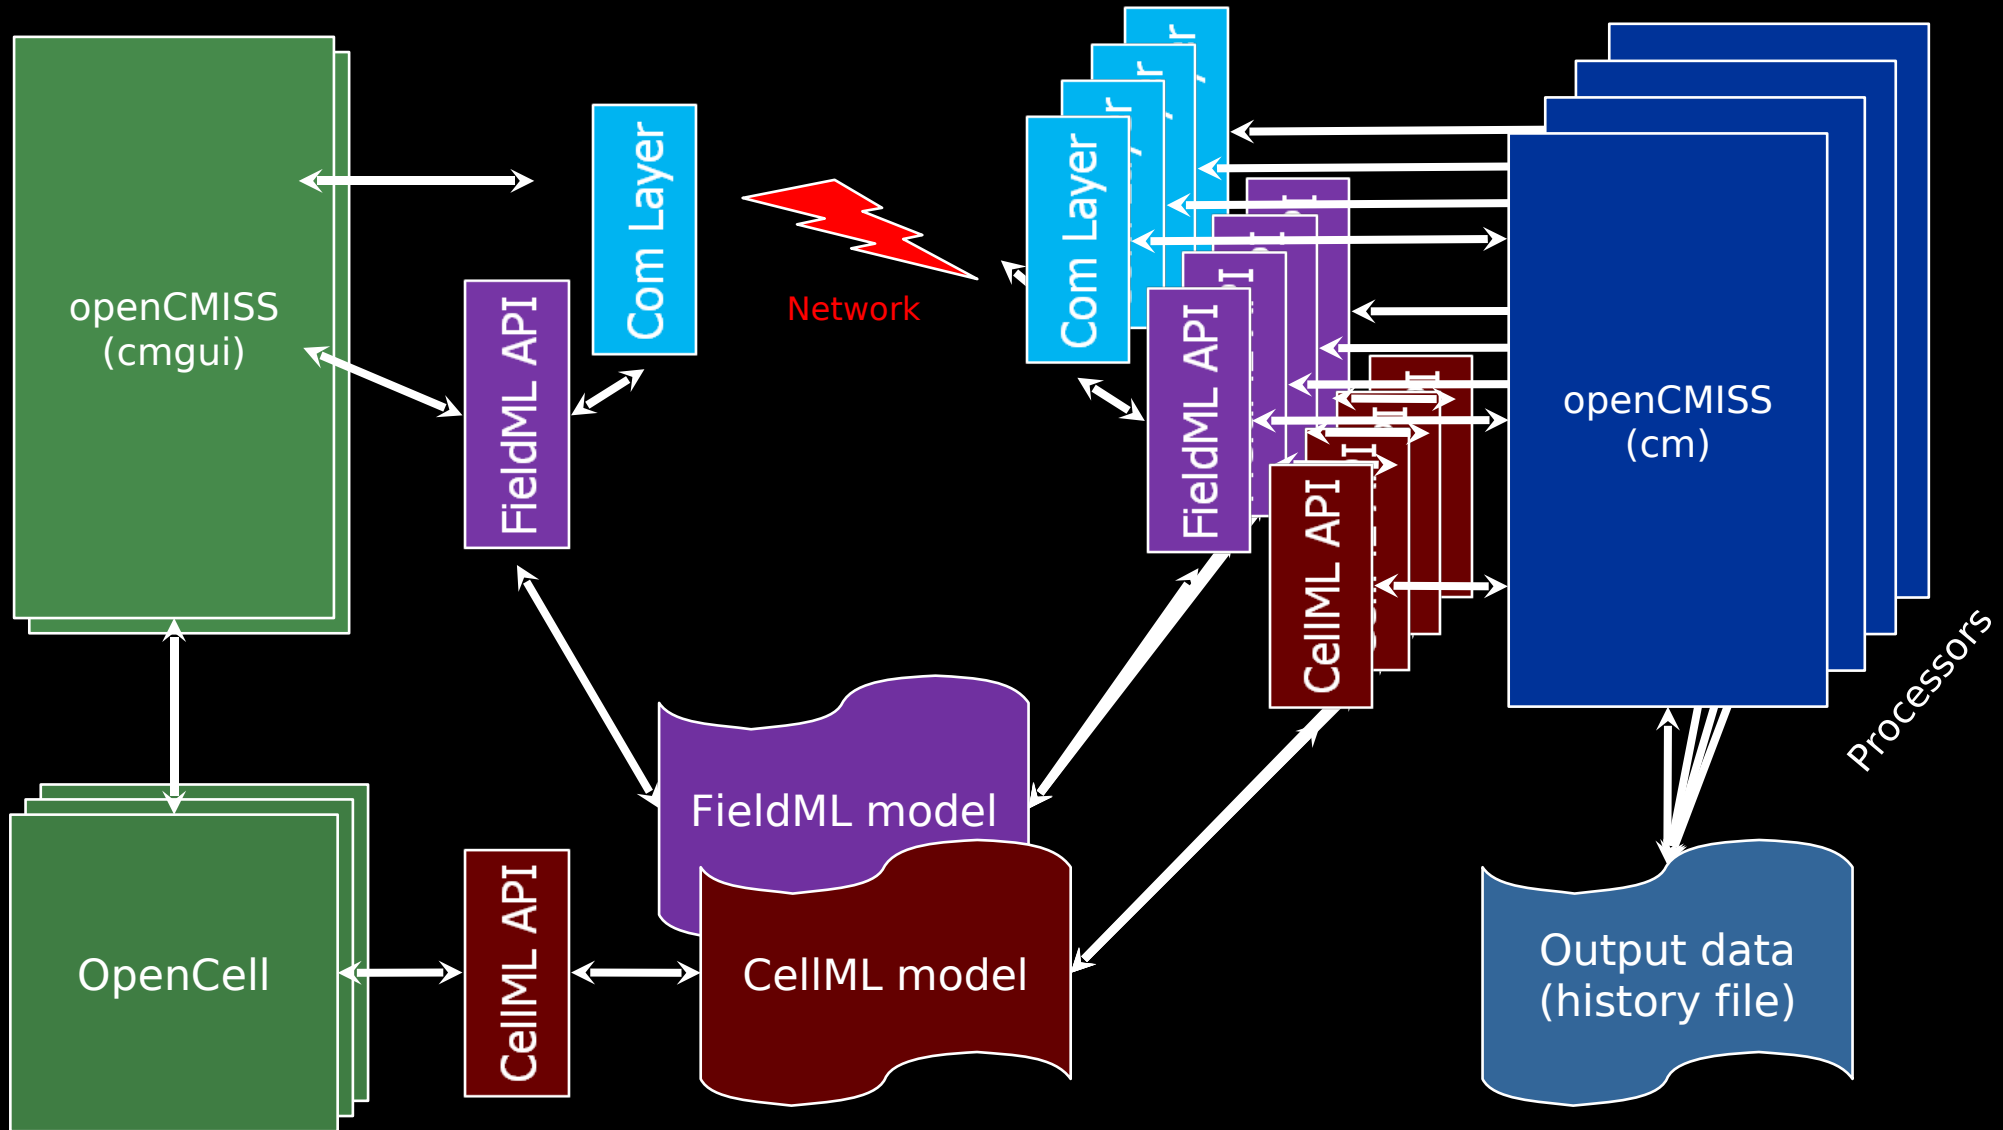 openCMISS
(cmgui)
Com Layer
FieldML API
Network
Com Layer
FieldML API
CellML API
openCMISS
(cm)
Processors
FieldML model
OpenCell
CellML API
CellML model
Output data
(history file)